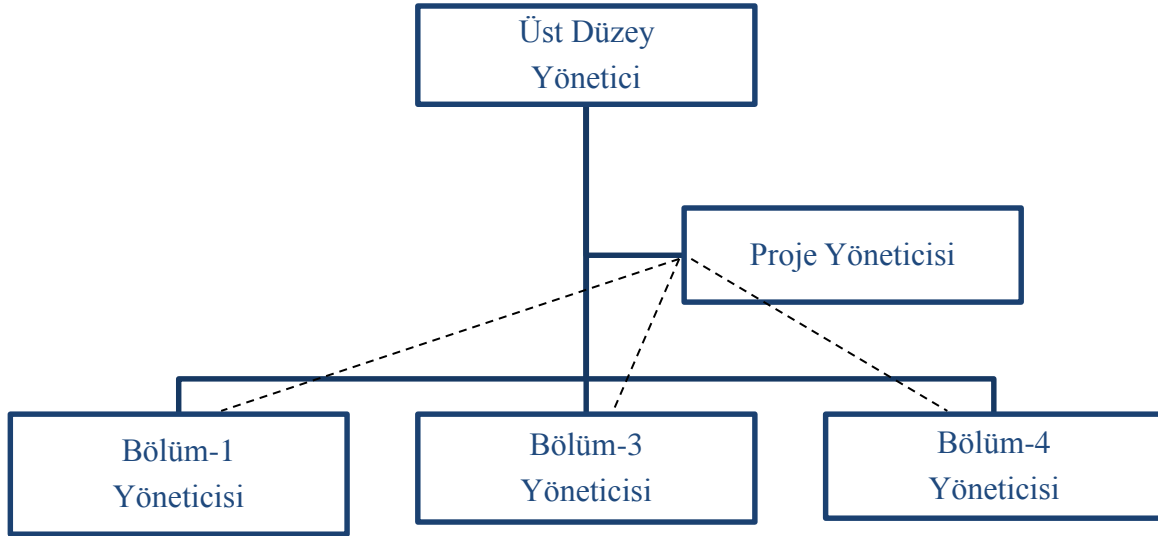 Üst Düzey
Yönetici
Proje Yöneticisi
Bölüm-1
Yöneticisi
Bölüm-3
Yöneticisi
Bölüm-4
Yöneticisi